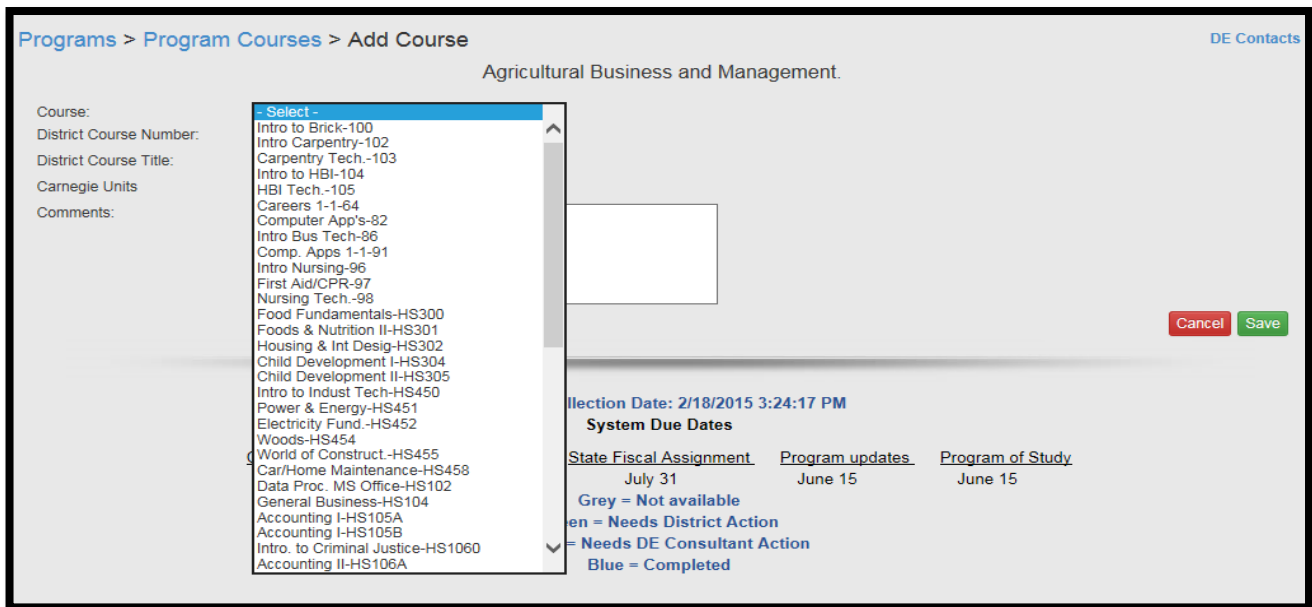 Programs > Program Courses > Add Course
DE Contacts
Agricultural Business and Management.
Course:
District Course Number:
District Course Title:
Carnegie Units
Comments:
- Select -
Intro to Brick-100
Intro Carpentry-102
Carpentry Tech.-103
Intro to HBI-104
HBI Tech.-105
Careers 1-1-64
Computer App's-82
Intro Bus Tech-86
Comp. Apps 1-1-91
Intro Nursing-96
First Aid/CPR-97
Nursing Tech.-98
Food Fundamentals-HS300
Foods & Nutrition II-HS301
Housing & Int Desig-HS302
Child Development I-HS304
Child Development II-HS305
Intro to Indust Tech-HS450
Power & Energy-HS451
Electricity Fund.-HS452
Woods-HS454
World of Construct.-HS455
Car/Home Maintenance-HS458
Data Proc. MS Office-HS102
General Business-HS104
Accounting I-HS105A
Accounting I-HS105B
Intro. to Criminal Justice-HS1060
Accounting II-HS106A
Cancel Save
llection Date: 2/18/2015 3:24:17 PM
System Due Dates
State Fiscal Assignment Program updates Program of Study
July 31 June 15 June 15
Grey = Not available
en = Needs District Action
= Needs DE Consultant Action
Blue = Completed